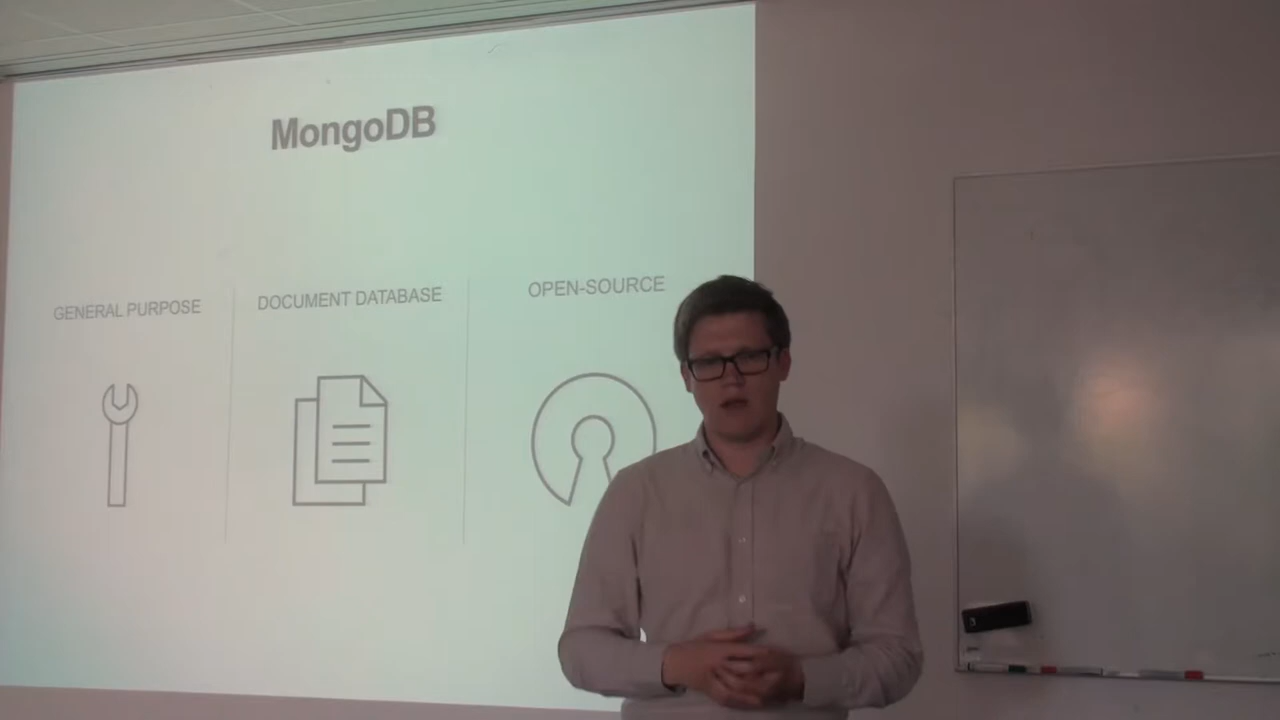 MongoDB
GENERAL PURPOSE
DOCUMENT DATABASE
OPEN-SOURCE